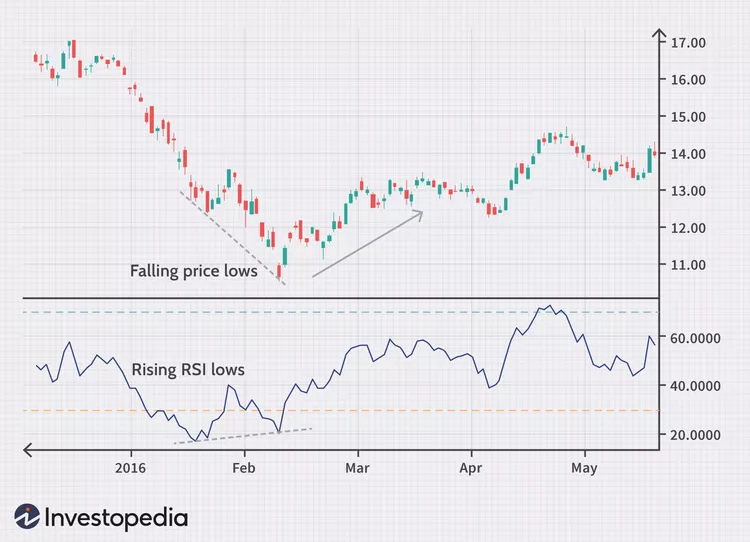 17.00
16.00
15.00
14.00
13.00
12.00
Falling price lows
11.00
60.0000
Rising RSI lows
40.0000
20.0000
2016 Feb Mar Apr May
Investopedia